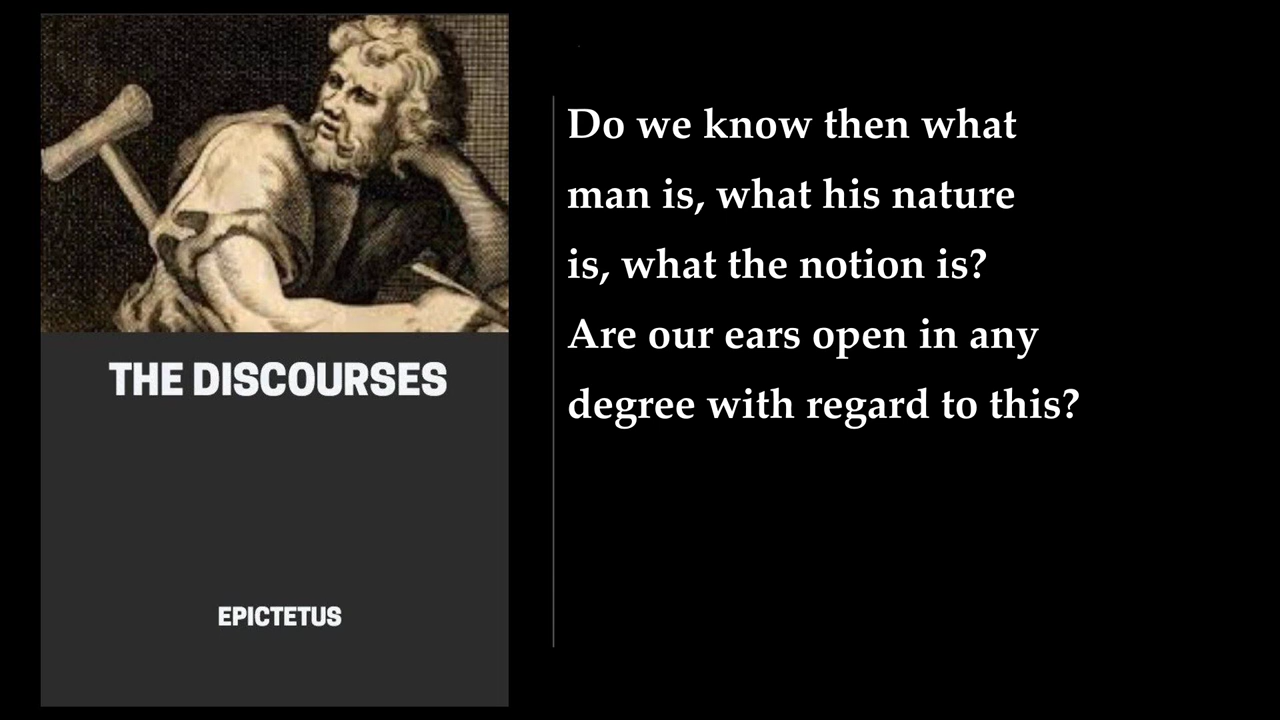 THE DISCOURSES
EPICTETUS
Do we know then what
man is, what his nature
is, what the notion is?
Are our ears open in any
degree with regard to this?